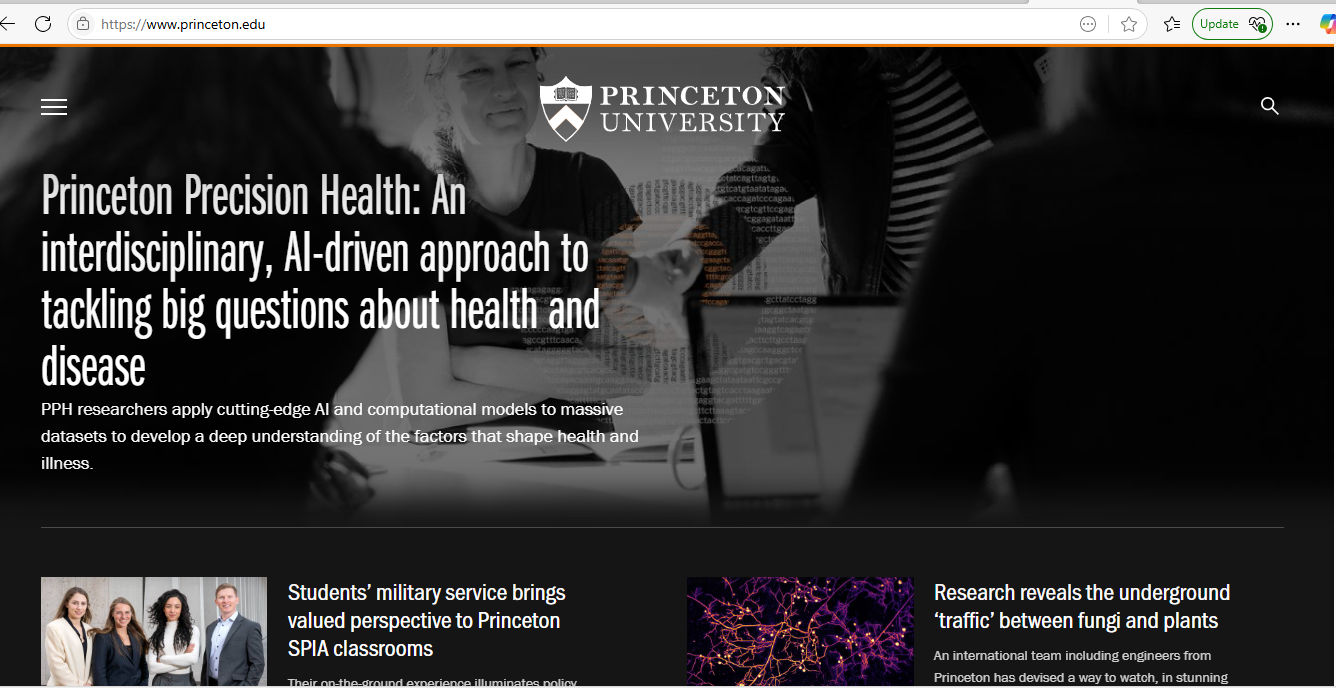 https://www.princeton.edu
Update
PRINCETON
UNIVERSITY
Princeton Precision Health: An
interdisciplinary, AI-driven approach to
tackling big questions about health and
disease
PPH researchers apply cutting-edge AI and computational models to massive
datasets to develop a deep understanding of the factors that shape health and
illness.
Students’ military service brings
valued perspective to Princeton
SPIA classrooms
Their on-the-ground experience illuminates policy
Research reveals the underground
‘traffic’ between fungi and plants
An international team including engineers from
Princeton has devised a way to watch, in stunning